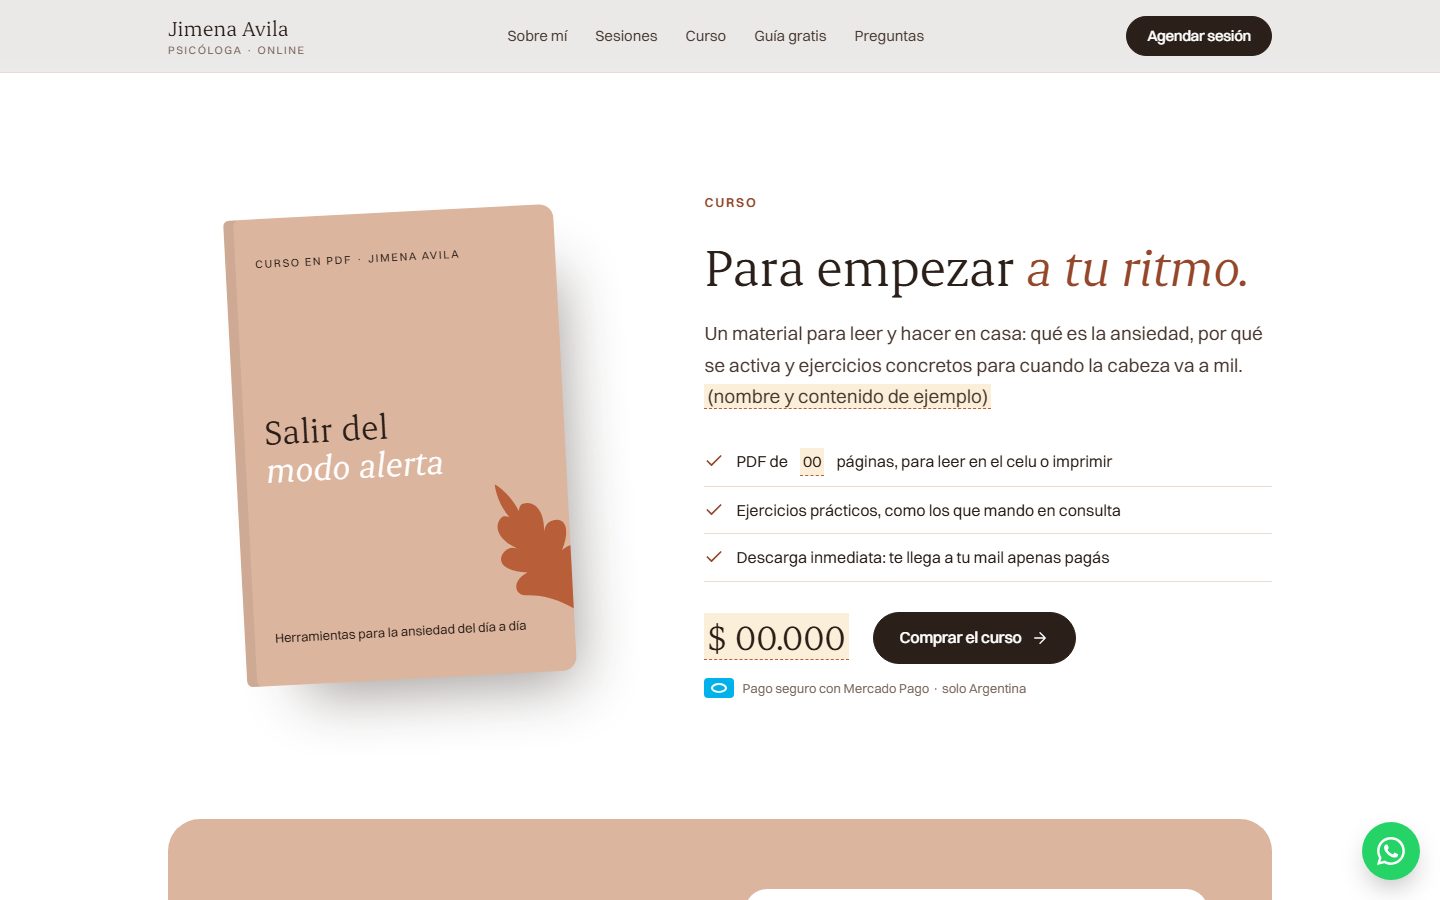 Jimena Avila
PSICÓLOGA · ONLINE
Sobre mí
Sesiones
Curso
Guía gratis
Preguntas
Agendar sesión
CURSO EN PDF · JIMENA AVILA
Salir del
modo alerta
Herramientas para la ansiedad del día a día
CURSO
Para empezar a tu ritmo.
Un material para leer y hacer en casa: qué es la ansiedad, por qué
se activa y ejercicios concretos para cuando la cabeza va a mil.
(nombre y contenido de ejemplo)
PDF de 00 páginas, para leer en el celu o imprimir
Ejercicios prácticos, como los que mando en consulta
Descarga inmediata: te llega a tu mail apenas pagás
$ 00.000
Comprar el curso →
Pago seguro con Mercado Pago · solo Argentina